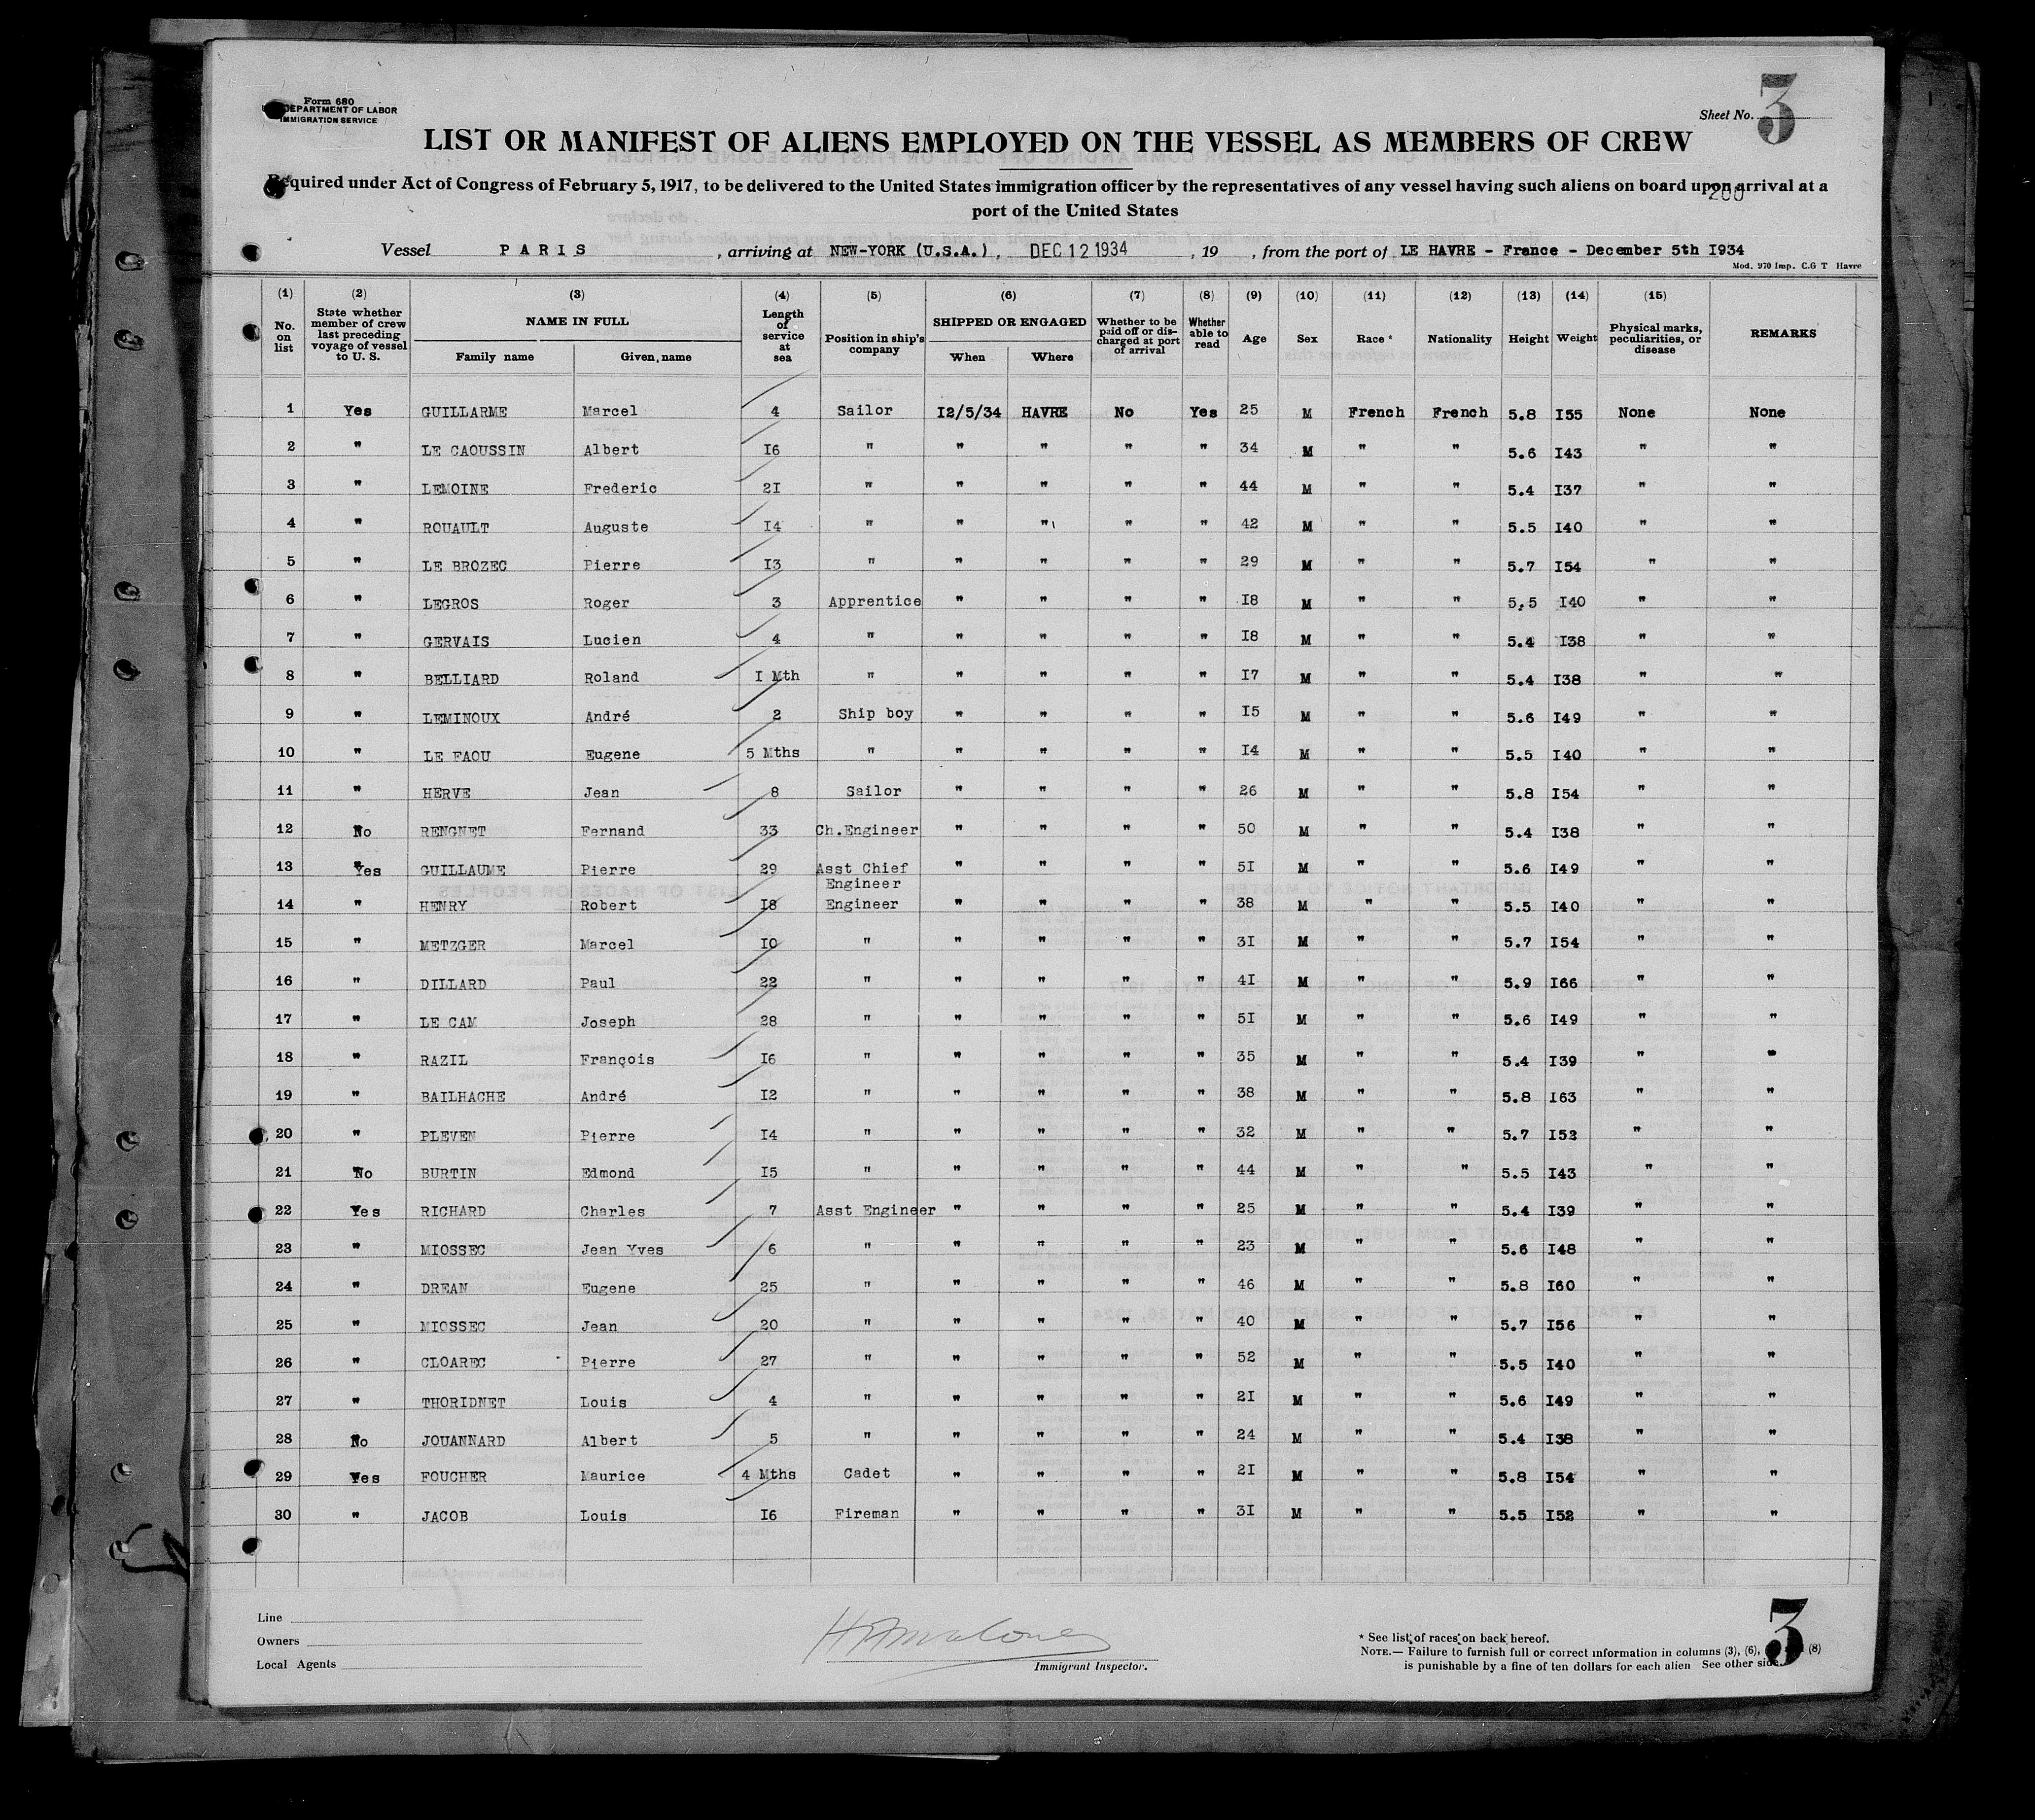 Form 680
DEPARTMENT OF LABOR
IMMIGRATION SERVICE
Sheet No. 3
LIST OR MANIFEST OF ALIENS EMPLOYED ON THE VESSEL AS MEMBERS OF CREW
Required under Act of Congress of February 5, 1917, to be delivered to the United States immigration officer by the representatives of any vessel having such aliens on board upon arrival at a
200
port of the United States
Vessel PARIS, arriving at NEW-YORK (U.S.A.), DEC 12 1934, 19 , from the port of LE HAVRE - France - December 5th I934
Mod. 970 Imp. C.G T Havre
(1) No. on list (2) State whether member of crew last preceding voyage of vessel to U. S. (3) NAME IN FULL Family name Given name (4) Length of service at sea (5) Position in ship's company (6) SHIPPED OR ENGAGED When Where (7) Whether to be paid off or discharged at port of arrival (8) Whether able to read (9) Age (10) Sex (11) Race * (12) Nationality (13) Height (14) Weight (15) Physical marks, peculiarities, or disease REMARKS
1 Yes GUILLARME Marcel 4 Sailor I2/5/34 HAVRE No Yes 25 M French French 5.8 I55 None None
2 " LE CAOUSSIN Albert I6 " " " " " 34 M " " 5.6 I43 " "
3 " LEMOINE Frederic 2I " " " " " 44 M " " 5.4 I37 " "
4 " ROUAULT Auguste I4 " " " " " 42 M " " 5.5 I40 " "
5 " LE BROZEC Pierre I3 " " " " " 29 M " " 5.7 I54 " "
6 " LEGROS Roger 3 Apprentice " " " " I8 M " " 5.5 I40 " "
7 " GERVAIS Lucien 4 " " " " " I8 M " " 5.4 I38 " "
8 " BELLIARD Roland I Mth " " " " " I7 M " " 5.4 I38 " "
9 " LEMINOUX André 2 Ship boy " " " " I5 M " " 5.6 I49 " "
10 " LE FAOU Eugene 5 Mths " " " " " I4 M " " 5.5 I40 " "
11 " HERVE Jean 8 Sailor " " " " 26 M " " 5.8 I54 " "
12 No RENGNET Fernand 33 Ch.Engineer " " " " 50 M " " 5.4 I38 " "
13 Yes GUILLAUME Pierre 29 Asst Chief Engineer " " " " 5I M " " 5.6 I49 " "
14 " HENRY Robert I8 Engineer " " " " 38 M " " 5.5 I40 " "
15 " METZGER Marcel I0 " " " " " 3I M " " 5.7 I54 " "
16 " DILLARD Paul 22 " " " " " 4I M " " 5.9 I66 " "
17 " LE CAM Joseph 28 " " " " " 5I M " " 5.6 I49 " "
18 " RAZIL François I6 " " " " " 35 M " " 5.4 I39 " "
19 " BAILHACHE André I2 " " " " " 38 M " " 5.8 I63 " "
20 " PLEVEN Pierre I4 " " " " " 32 M " " 5.7 I52 " "
21 No BURTIN Edmond I5 " " " " " 44 M " " 5.5 I43 " "
22 Yes RICHARD Charles 7 Asst Engineer " " " " 25 M " " 5.4 I39 " "
23 " MIOSSEC Jean Yves 6 " " " " " 23 M " " 5.6 I48 " "
24 " DREAN Eugene 25 " " " " " 46 M " " 5.8 I60 " "
25 " MIOSSEC Jean 20 " " " " " 40 M " " 5.7 I56 " "
26 " CLOAREC Pierre 27 " " " " " 52 M " " 5.5 I40 " "
27 " THORIDNET Louis 4 " " " " " 2I M " " 5.6 I49 " "
28 No JOUANNARD Albert 5 " " " " " 24 M " " 5.4 I38 " "
29 Yes FOUCHER Maurice 4 Mths Cadet " " " " 2I M " " 5.8 I54 " "
30 " JACOB Louis I6 Fireman " " " " 3I M " " 5.5 I52 " "
Line
Owners
Local Agents
Immigrant Inspector.
* See list of races on back hereof.
NOTE.— Failure to furnish full or correct information in columns (3), (6), (8)
is punishable by a fine of ten dollars for each alien See other side.
3